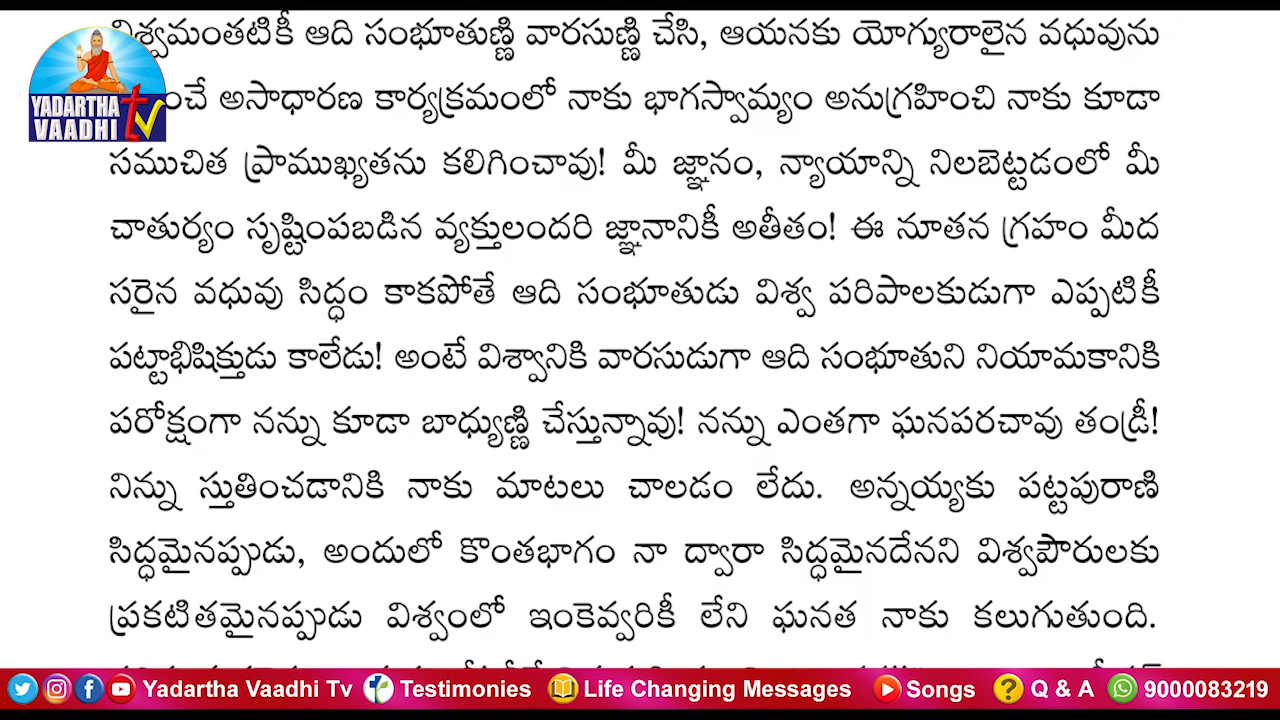 విశ్వమంతటికీ ఆది సంభూతుణ్ణి వారసుణ్ణి చేసి, ఆయనకు యోగ్యురాలైన వధువును
అసాధారణ కార్యక్రమంలో నాకు భాగస్వామ్యం అనుగ్రహించి నాకు కూడా
సముచిత ప్రాముఖ్యతను కలిగించావు! మీ జ్ఞానం, న్యాయాన్ని నిలబెట్టడంలో మీ
చాతుర్యం సృష్టింపబడిన వ్యక్తులందరి జ్ఞానానికీ అతీతం! ఈ నూతన గ్రహం మీద
సరైన వధువు సిద్ధం కాకపోతే ఆది సంభూతుడు విశ్వ పరిపాలకుడుగా ఎప్పటికీ
పట్టాభిషిక్తుడు కాలేడు! అంటే విశ్వానికి వారసుడుగా ఆది సంభూతుని నియామకానికి
పరోక్షంగా నన్ను కూడా బాధ్యుణ్ణి చేస్తున్నావు! నన్ను ఎంతగా ఘనపరచావు తండ్రీ!
నిన్ను స్తుతించడానికి నాకు మాటలు చాలడం లేదు. అన్నయ్యకు పట్టపురాణి
సిద్ధమైనప్పుడు, అందులో కొంతభాగం నా ద్వారా సిద్ధమైనదేనని విశ్వపౌరులకు
ప్రకటితమైనప్పుడు విశ్వంలో ఇంకెవ్వరికీ లేని ఘనత నాకు కలుగుతుంది.
YADARTHA
VAADHI tv
Yadartha Vaadhi Tv Testimonies Life Changing Messages Songs Q & A 9000083219